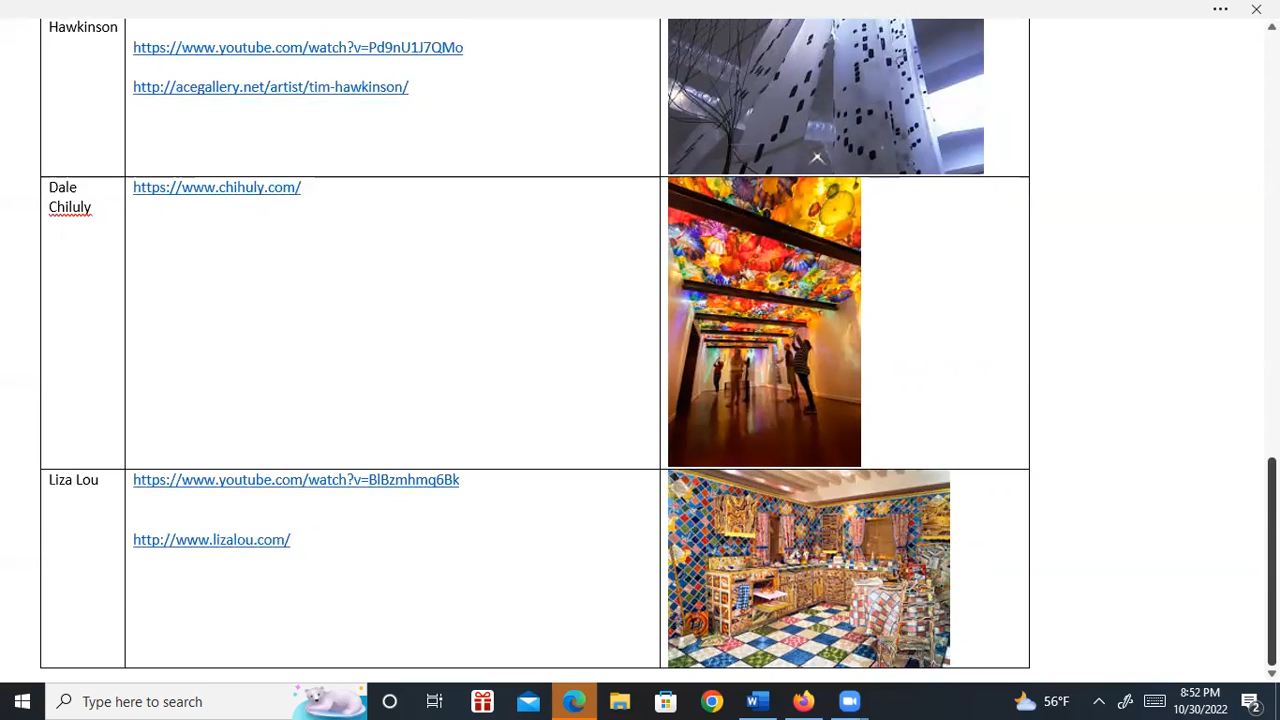 Hawkinson
https://www.youtube.com/watch?v=Pd9nU1J7QMo
http://acegallery.net/artist/tim-hawkinson/
Dale
Chiluly
https://www.chihuly.com/
Liza Lou
https://www.youtube.com/watch?v=BlBzmhmq6Bk
http://www.lizalou.com/
Type here to search
56°F
8:52 PM
10/30/2022
2